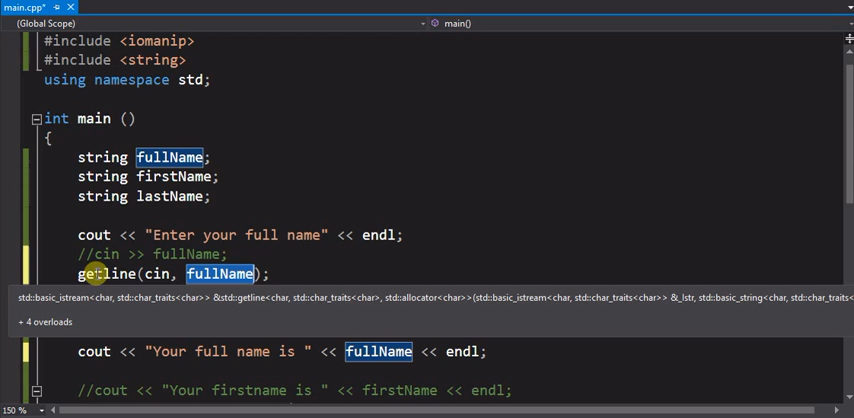 main.cpp*
(Global Scope) main()
#include <iomanip>
#include <string>
using namespace std;
int main ()
{
string fullName;
string firstName;
string lastName;
cout << "Enter your full name" << endl;
//cin >> fullName;
getline(cin, fullName);
std::basic_istream<char, std::char_traits<char>> &std::getline<char, std::char_traits<char>, std::allocator<char>>(std::basic_istream<char, std::char_traits<char>> &_Istr, std::basic_string<char, std::char_traits<char
+ 4 overloads
cout << "Your full name is " << fullName << endl;
//cout << "Your firstname is " << firstName << endl;
150 %